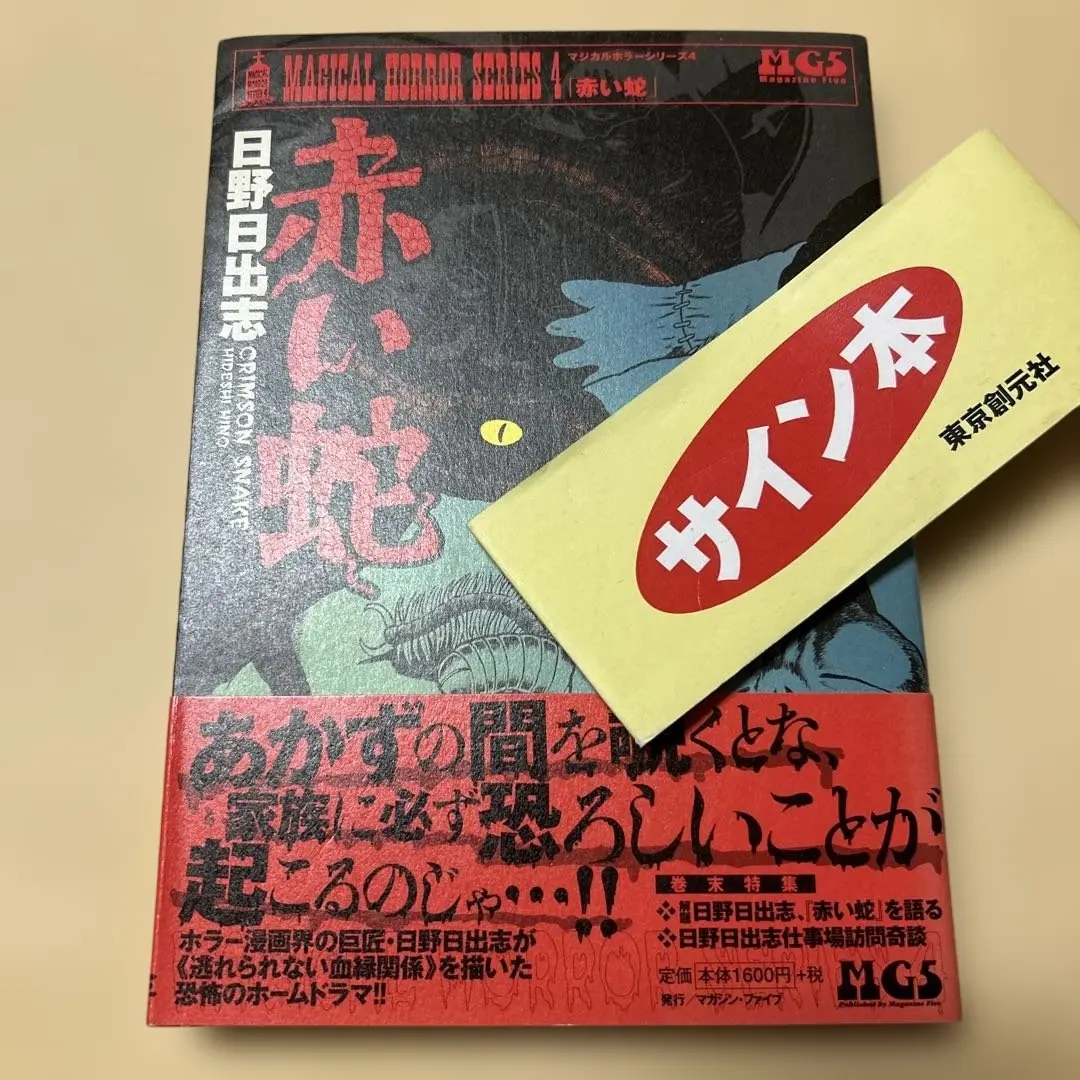 MAGICAL HORROR SERIES 4
マジカルホラーシリーズ4
「赤い蛇」
MG5
Magazine Five
赤い蛇
日野日出志
CRIMSON SNAKE
HIDESHI HINO
サイン本
東京創元社
あかずの間を覗くとな、
家族に必ず恐ろしいことが
起こるのじゃ…!!
巻末特集
日野日出志、『赤い蛇』を語る
日野日出志仕事場訪問奇談
ホラー漫画界の巨匠・日野日出志が
《逃れられない血縁関係》を描いた
恐怖のホームドラマ!!
定価 本体1600円+税
発行/マガジン・ファイブ
MG5
Published by Magazine Five